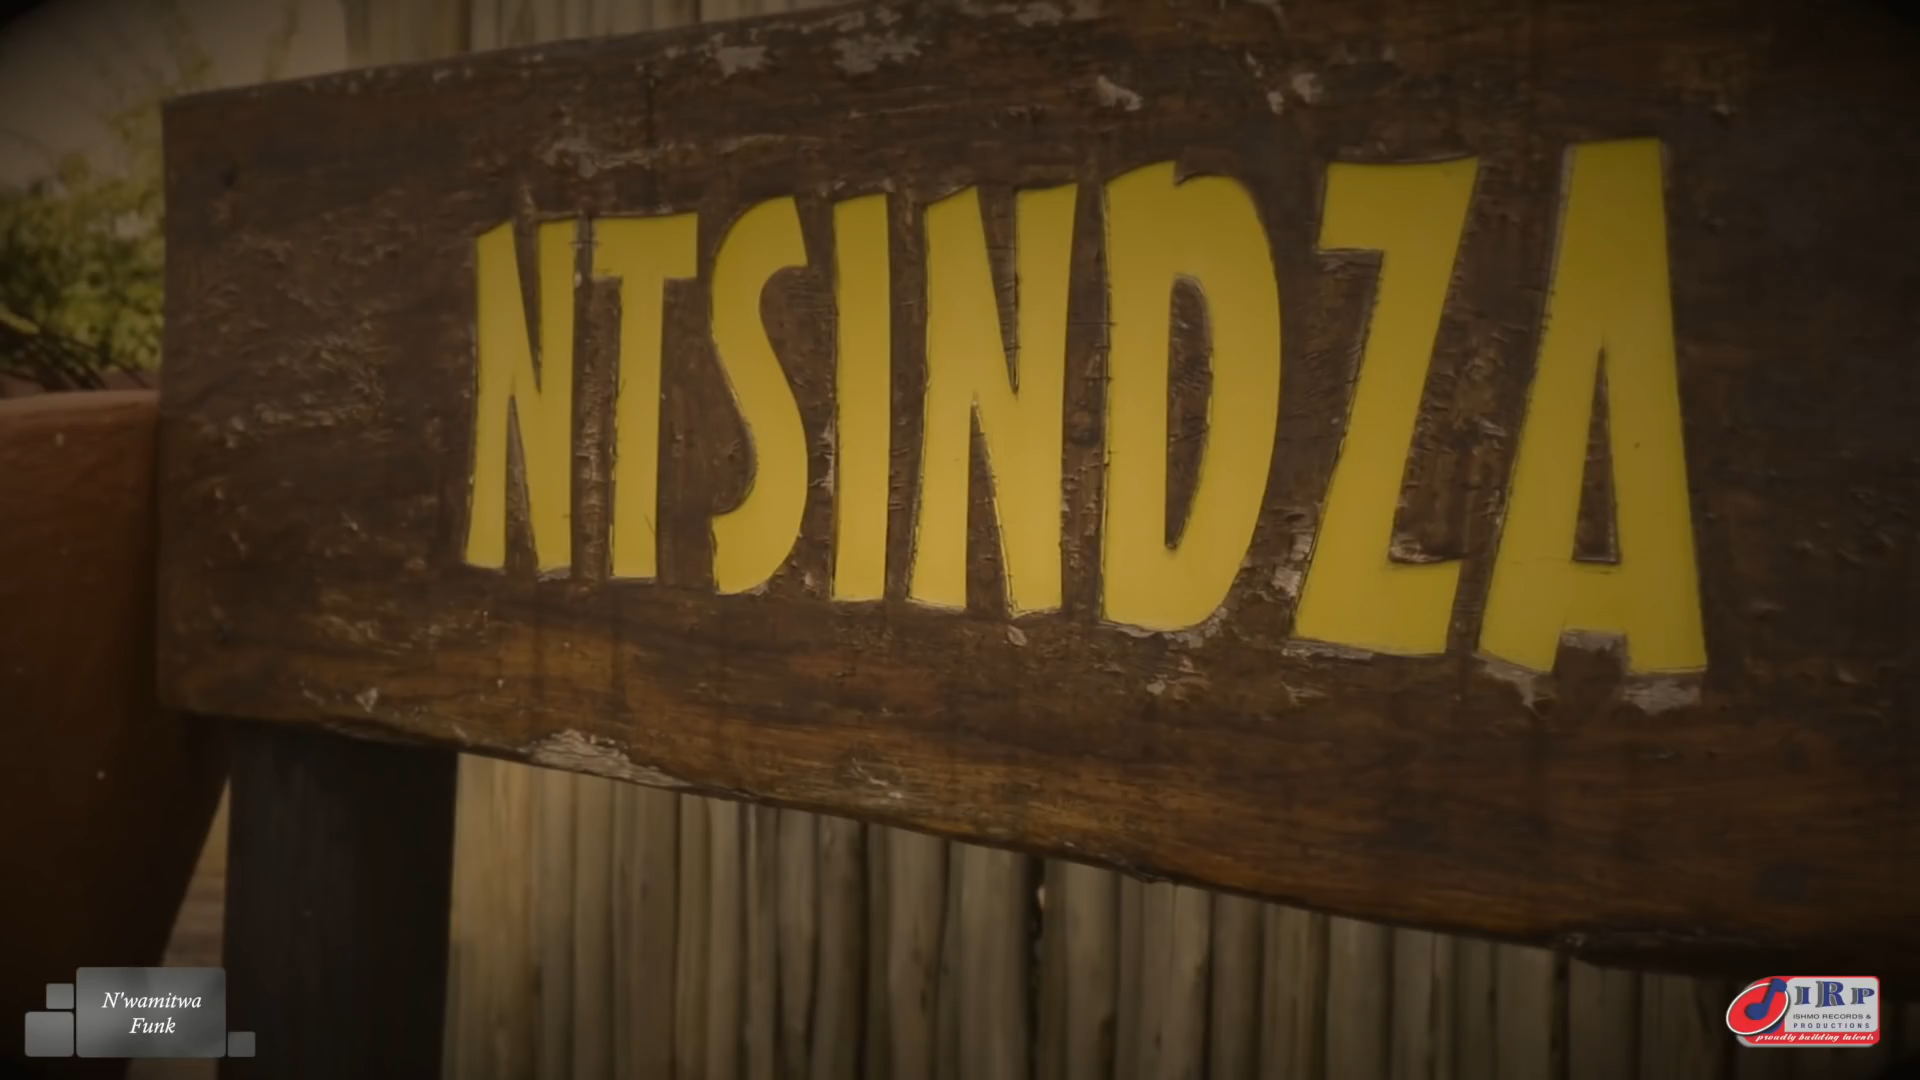 NTSINDZA
N'wamitwa
Funk
IRP
ISHMO RECORDS &
PRODUCTIONS
proudly building talents